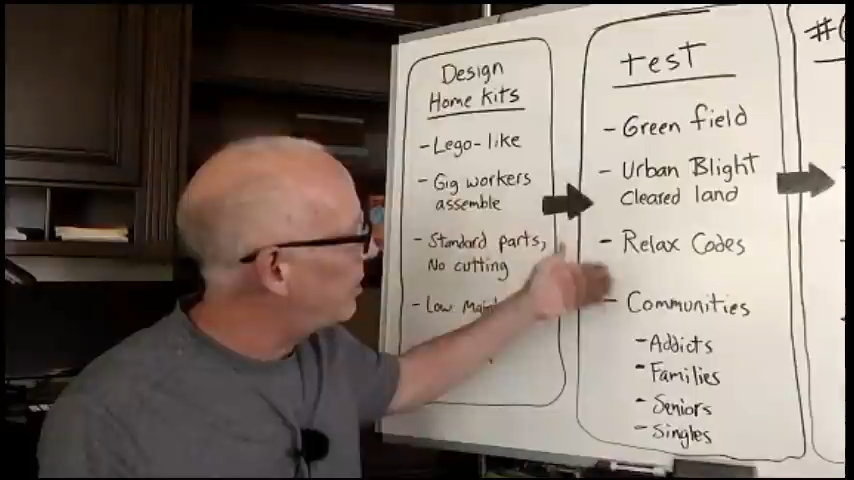 Design
Home Kits
- Lego-like
- Gig workers
assemble
- Standard parts,
No cutting
- Low
test
- Green field
- Urban Blight
Cleared land
- Relax Codes
- Communities
- Addicts
- Families
- Seniors
- Singles
#